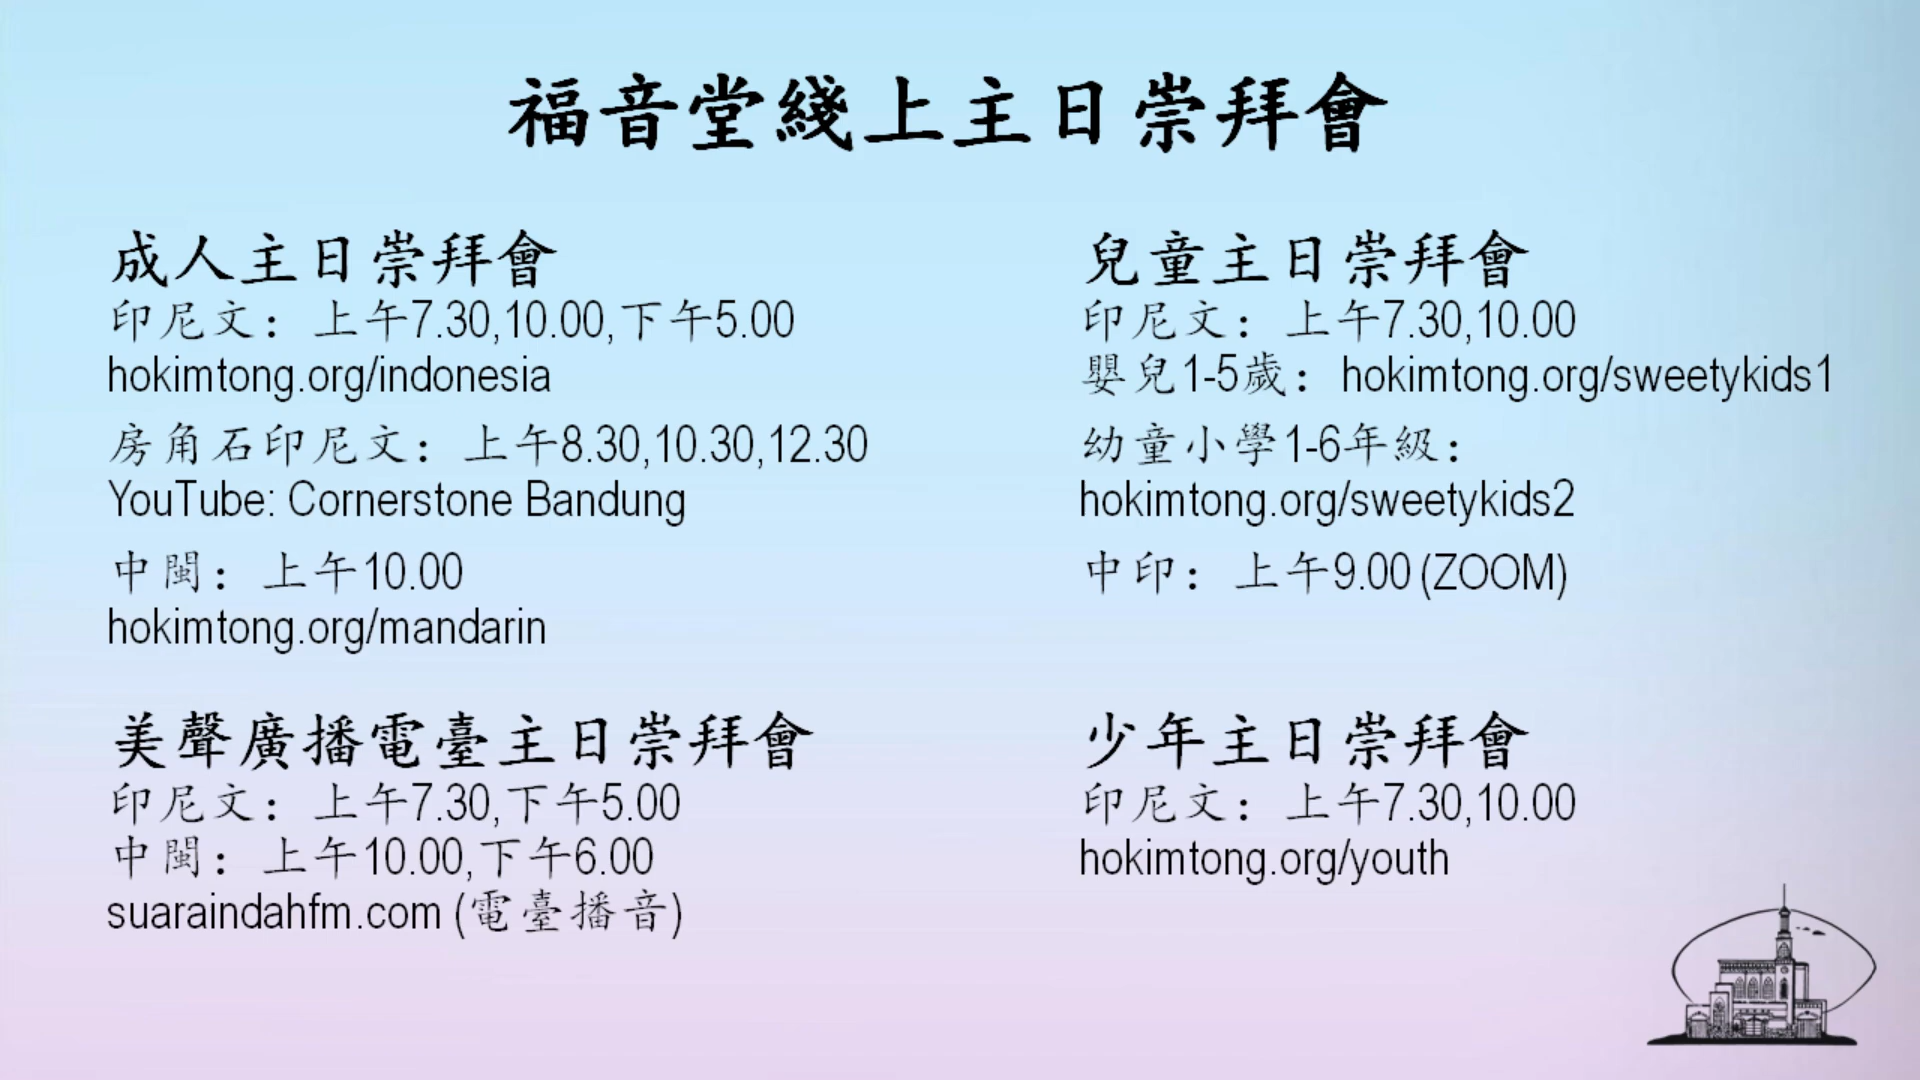 福音堂綫上主日崇拜會
成人主日崇拜會
印尼文：上午7.30,10.00,下午5.00
hokimtong.org/indonesia
房角石印尼文：上午8.30,10.30,12.30
YouTube: Cornerstone Bandung
中閩：上午10.00
hokimtong.org/mandarin
美聲廣播電臺主日崇拜會
印尼文：上午7.30,下午5.00
中閩：上午10.00,下午6.00
suaraindahfm.com (電臺播音)
兒童主日崇拜會
印尼文：上午7.30,10.00
嬰兒1-5歲：hokimtong.org/sweetykids1
幼童小學1-6年級：
hokimtong.org/sweetykids2
中印：上午9.00 (ZOOM)
少年主日崇拜會
印尼文：上午7.30,10.00
hokimtong.org/youth